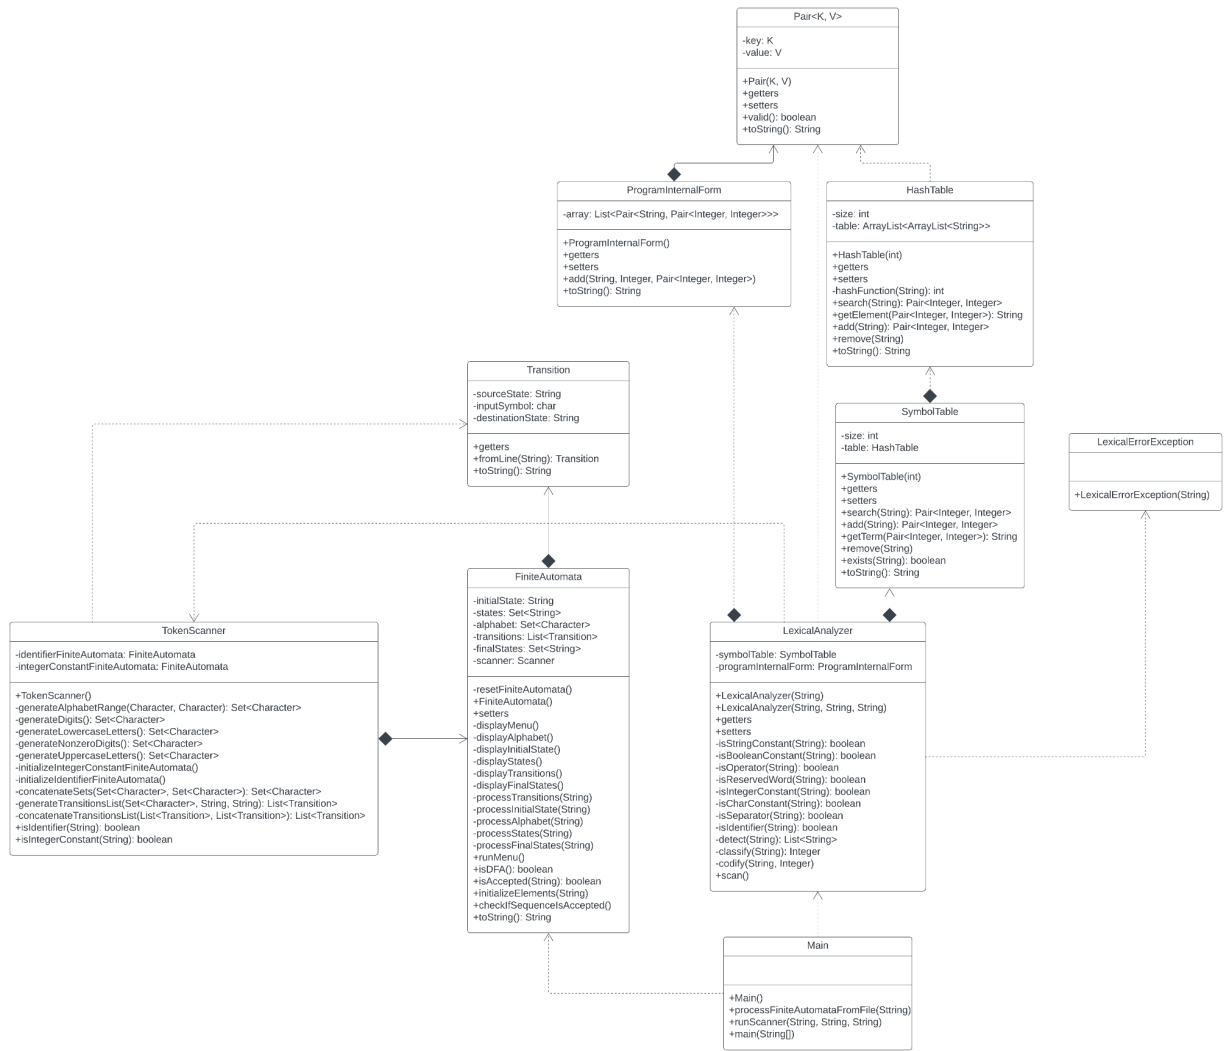 Pair<K, V>
-key: K
-value: V
+Pair(K, V)
+getters
+setters
+valid(): boolean
+toString(): String
ProgramInternalForm
-array: List<Pair<String, Pair<Integer, Integer>>>
+ProgramInternalForm()
+getters
+setters
+add(String, Integer, Pair<Integer, Integer>)
+toString(): String
HashTable
-size: int
-table: ArrayList<ArrayList<String>>
+HashTable(int)
+getters
+setters
-hashFunction(String): int
+search(String): Pair<Integer, Integer>
+getElement(Pair<Integer, Integer>): String
+add(String): Pair<Integer, Integer>
+remove(String)
+toString(): String
Transition
-sourceState: String
-inputSymbol: char
-destinationState: String
+getters
+fromLine(String): Transition
+toString(): String
SymbolTable
-size: int
-table: HashTable
+SymbolTable(int)
+getters
+setters
+search(String): Pair<Integer, Integer>
+add(String): Pair<Integer, Integer>
+getTerm(Pair<Integer, Integer>): String
+remove(String)
+exists(String): boolean
+toString(): String
LexicalErrorException
+LexicalErrorException(String)
FiniteAutomata
-initialState: String
-states: Set<String>
-alphabet: Set<Character>
-transitions: List<Transition>
-finalStates: Set<String>
-scanner: Scanner
-resetFiniteAutomata()
+FiniteAutomata()
+setters
-displayMenu()
-displayAlphabet()
-displayInitialState()
-displayStates()
-displayTransitions()
-displayFinalStates()
-processTransitions(String)
-processInitialState(String)
-processAlphabet(String)
-processStates(String)
-processFinalStates(String)
+runMenu()
+isDFA(): boolean
+isAccepted(String): boolean
+initializeElements(String)
+checkIfSequenceIsAccepted()
+toString(): String
TokenScanner
-identifierFiniteAutomata: FiniteAutomata
-integerConstantFiniteAutomata: FiniteAutomata
+TokenScanner()
-generateAlphabetRange(Character, Character): Set<Character>
-generateDigits(): Set<Character>
-generateLowercaseLetters(): Set<Character>
-generateNonzeroDigits(): Set<Character>
-generateUppercaseLetters(): Set<Character>
-initializeIntegerConstantFiniteAutomata()
-initializeIdentifierFiniteAutomata()
-concatenateSets(Set<Character>, Set<Character>): Set<Character>
-generateTransitionsList(Set<Character>, String, String): List<Transition>
-concatenateTransitionsList(List<Transition>, List<Transition>): List<Transition>
+isIdentifier(String): boolean
+isIntegerConstant(String): boolean
LexicalAnalyzer
-symbolTable: SymbolTable
-programInternalForm: ProgramInternalForm
+LexicalAnalyzer(String)
+LexicalAnalyzer(String, String, String)
+getters
+setters
-isStringConstant(String): boolean
-isBooleanConstant(String): boolean
-isOperator(String): boolean
-isReservedWord(String): boolean
-isIntegerConstant(String): boolean
-isCharConstant(String): boolean
-isSeparator(String): boolean
-isIdentifier(String): boolean
-detect(String): List<String>
-classify(String): Integer
-codify(String, Integer)
+scan()
Main
+Main()
+processFiniteAutomataFromFile(Sttring)
+runScanner(String, String, String)
+main(String[])